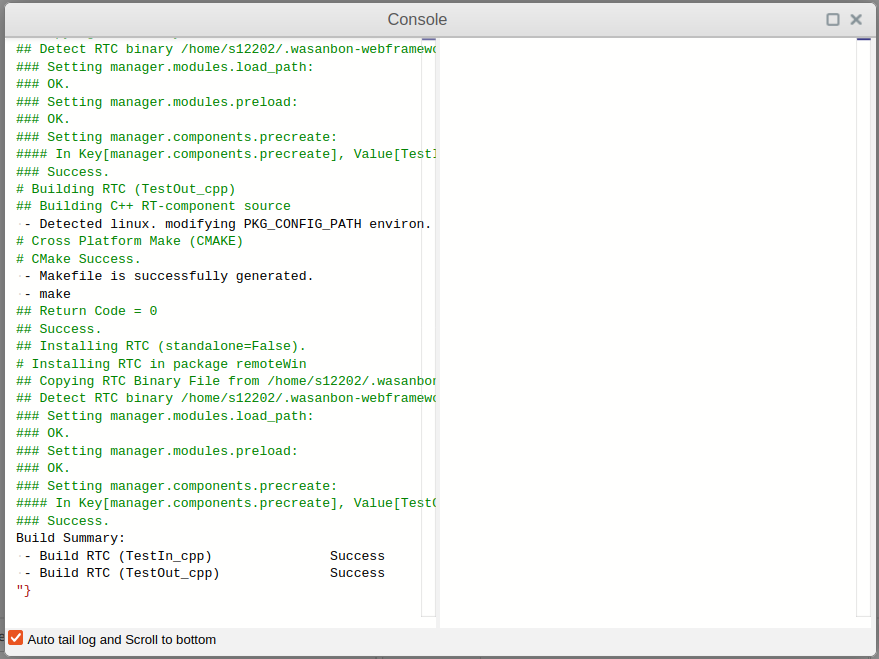 Console
## Detect RTC binary /home/s12202/.wasanbon-webframewo
### Setting manager.modules.load_path:
### OK.
### Setting manager.modules.preload:
### OK.
### Setting manager.components.precreate:
#### In Key[manager.components.precreate], Value[TestI
### Success.
# Building RTC (TestOut_cpp)
## Building C++ RT-component source
- Detected linux. modifying PKG_CONFIG_PATH environ.
# Cross Platform Make (CMAKE)
# CMake Success.
- Makefile is successfully generated.
- make
## Return Code = 0
## Success.
## Installing RTC (standalone=False).
# Installing RTC in package remoteWin
## Copying RTC Binary File from /home/s12202/.wasanbon
## Detect RTC binary /home/s12202/.wasanbon-webframewo
### Setting manager.modules.load_path:
### OK.
### Setting manager.modules.preload:
### OK.
### Setting manager.components.precreate:
#### In Key[manager.components.precreate], Value[TestO
### Success.
Build Summary:
- Build RTC (TestIn_cpp) Success
- Build RTC (TestOut_cpp) Success
"}
Auto tail log and Scroll to bottom